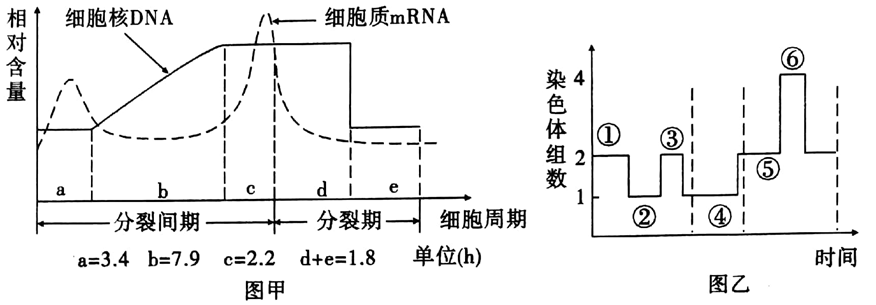 相对含量
细胞核DNA
细胞质mRNA
a
b
c
d
e
分裂间期
分裂期
细胞周期
a=3.4 b=7.9 c=2.2 d+e=1.8 单位(h)
图甲
染色体组数
4
2
1
①
②
③
④
⑤
⑥
时间
图乙